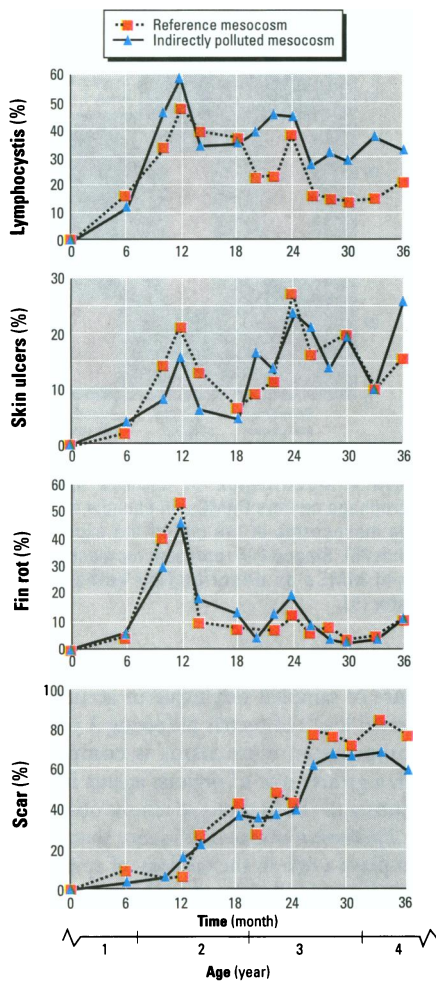 Reference mesocosm
Indirectly polluted mesocosm
Lymphocystis (%)
60
50
40
30
20
10
0
0 6 12 18 24 30 36
Skin ulcers (%)
30
20
10
0
0 6 12 18 24 30 36
Fin rot (%)
60
50
40
30
20
10
0
0 6 12 18 24 30 36
Scar (%)
100
80
60
40
20
0
0 6 12 18 24 30 36
Time (month)
1 2 3 4
Age (year)